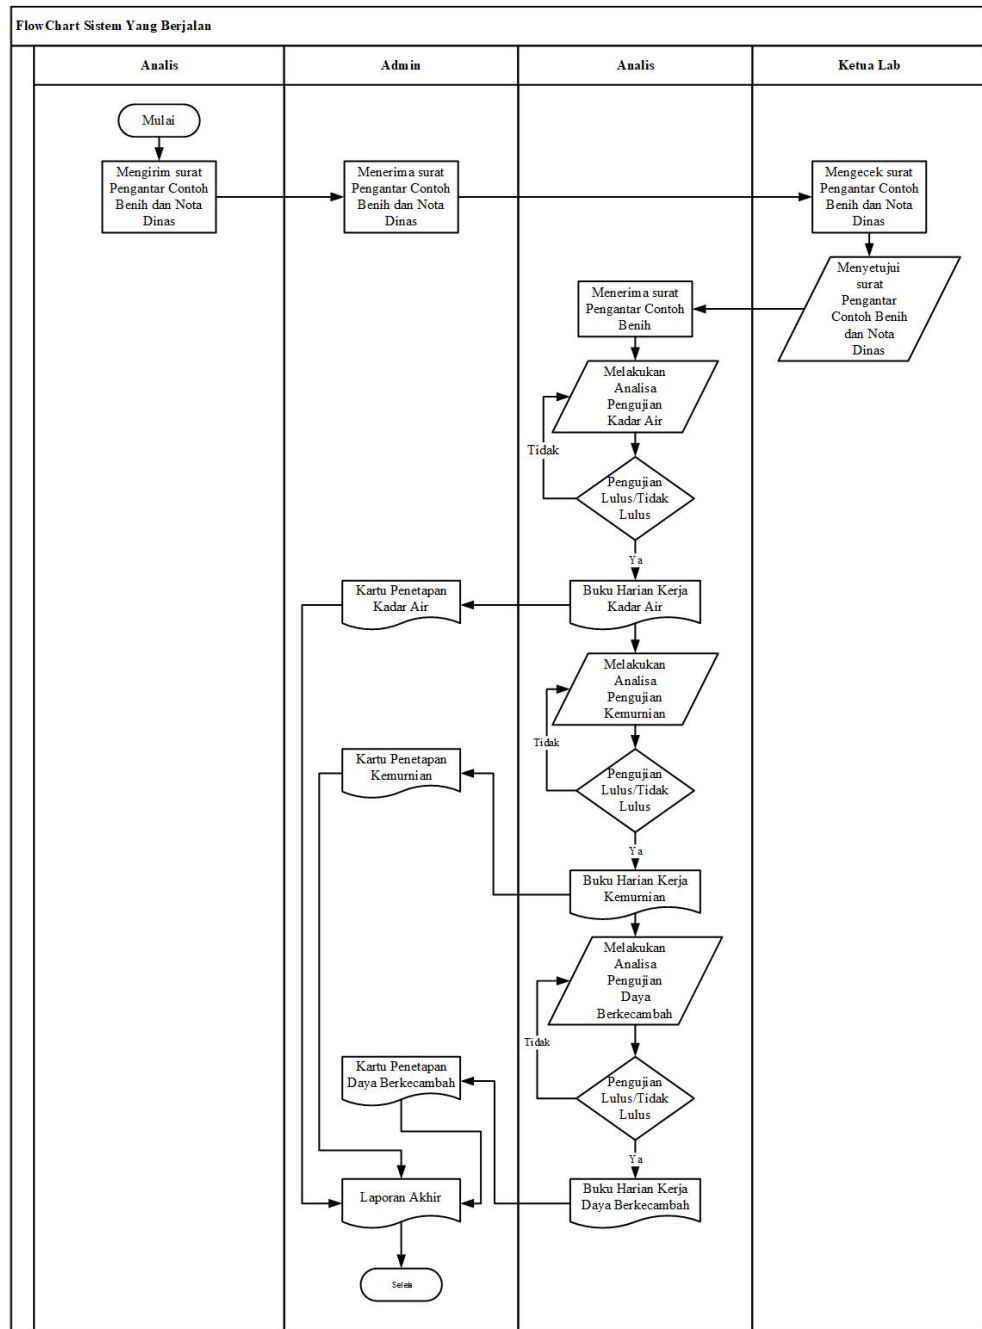 FlowChart Sistem Yang Berjalan
Analis
Admin
Analis
Ketua Lab
Mulai
Mengirim surat
Pengantar Contoh
Benih dan Nota
Dinas
Menerima surat
Pengantar Contoh
Benih dan Nota
Dinas
Mengecek surat
Pengantar Contoh
Benih dan Nota
Dinas
Menyetujui
surat
Pengantar
Contoh Benih
dan Nota
Dinas
Menerima surat
Pengantar Contoh
Benih
Melakukan
Analisa
Pengujian
Kadar Air
Tidak
Pengujian
Lulus/Tidak
Lulus
Ya
Kartu Penetapan
Kadar Air
Buku Harian Kerja
Kadar Air
Melakukan
Analisa
Pengujian
Kemurnian
Tidak
Kartu Penetapan
Kemurnian
Pengujian
Lulus/Tidak
Lulus
Ya
Buku Harian Kerja
Kemurnian
Melakukan
Analisa
Pengujian
Daya
Berkecambah
Tidak
Kartu Penetapan
Daya Berkecambah
Pengujian
Lulus/Tidak
Lulus
Ya
Laporan Akhir
Buku Harian Kerja
Daya Berkecambah
Selesai